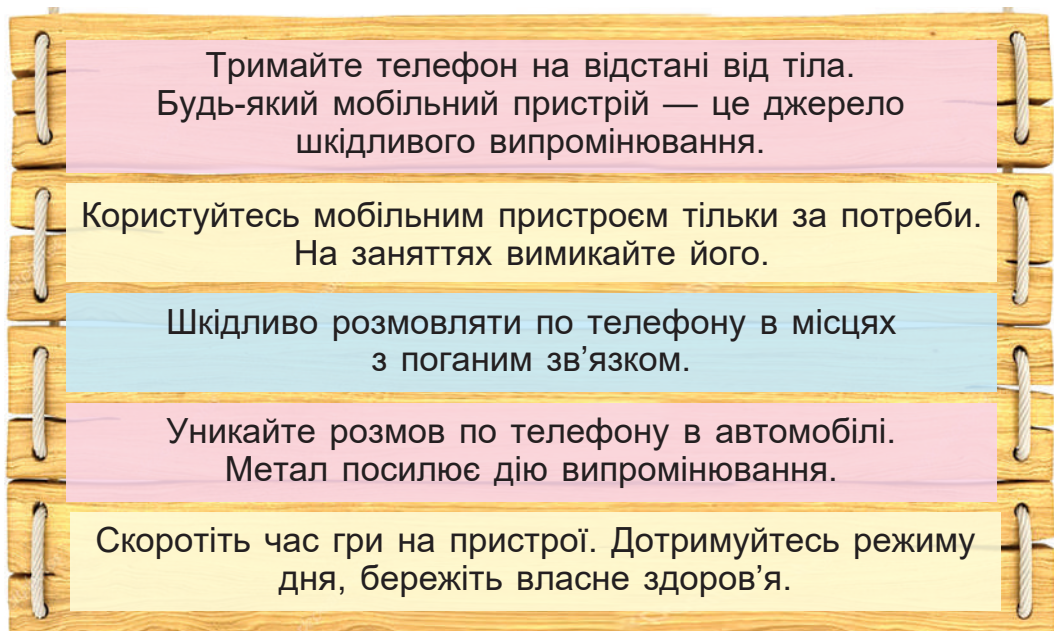 Тримайте телефон на відстані від тіла.
Будь-який мобільний пристрій — це джерело
шкідливого випромінювання.
Користуйтесь мобільним пристроєм тільки за потреби.
На заняттях вимикайте його.
Шкідливо розмовляти по телефону в місцях
з поганим зв’язком.
Уникайте розмов по телефону в автомобілі.
Метал посилює дію випромінювання.
Скоротіть час гри на пристрої. Дотримуйтесь режиму
дня, бережіть власне здоров’я.